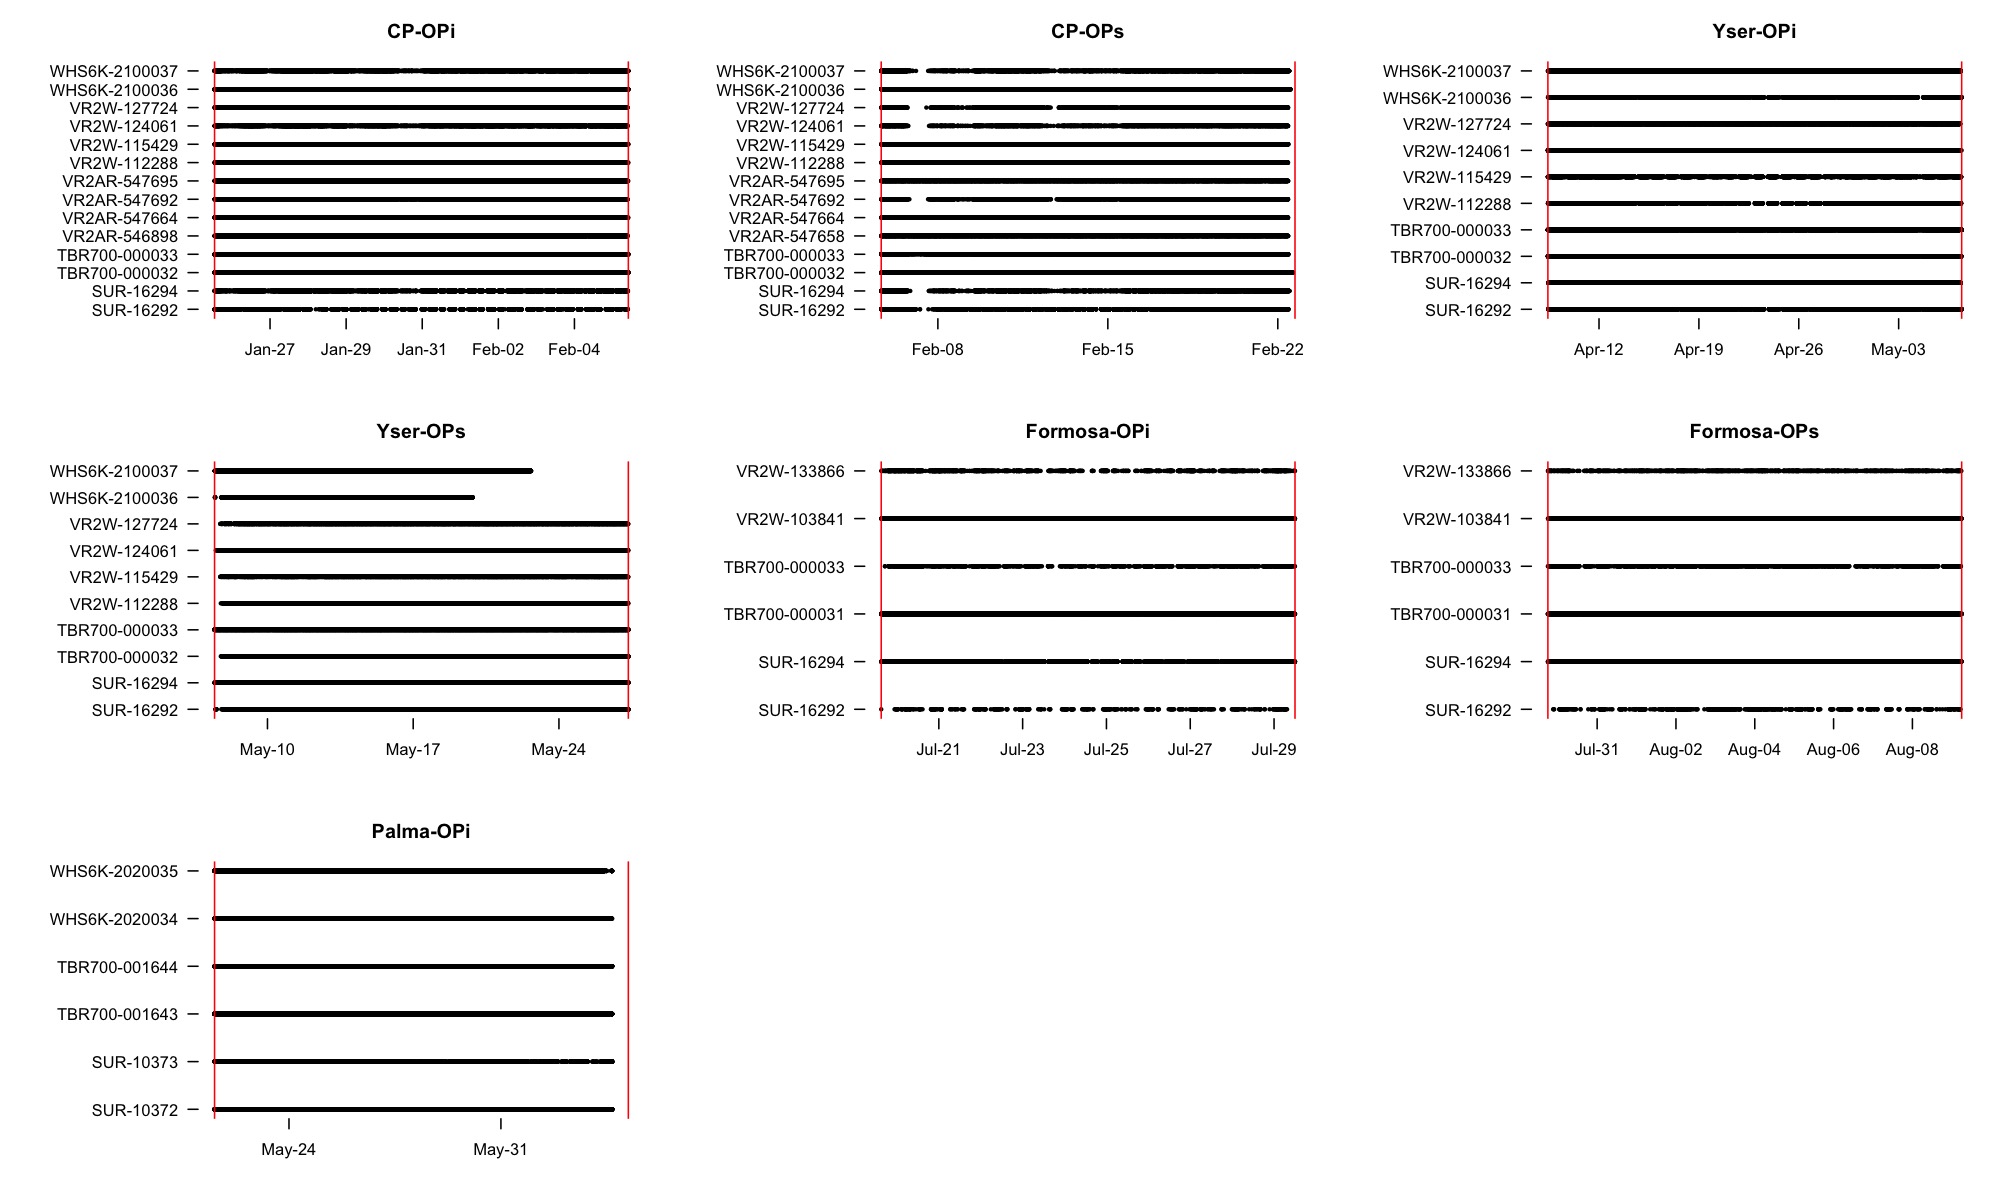 CP-OPi
WHS6K-2100037
WHS6K-2100036
VR2W-127724
VR2W-124061
VR2W-115429
VR2W-112288
VR2AR-547695
VR2AR-547692
VR2AR-547664
VR2AR-546898
TBR700-000033
TBR700-000032
SUR-16294
SUR-16292
Jan-27 Jan-29 Jan-31 Feb-02 Feb-04
CP-OPs
WHS6K-2100037
WHS6K-2100036
VR2W-127724
VR2W-124061
VR2W-115429
VR2W-112288
VR2AR-547695
VR2AR-547692
VR2AR-547664
VR2AR-547658
TBR700-000033
TBR700-000032
SUR-16294
SUR-16292
Feb-08 Feb-15 Feb-22
Yser-OPi
WHS6K-2100037
WHS6K-2100036
VR2W-127724
VR2W-124061
VR2W-115429
VR2W-112288
TBR700-000033
TBR700-000032
SUR-16294
SUR-16292
Apr-12 Apr-19 Apr-26 May-03
Yser-OPs
WHS6K-2100037
WHS6K-2100036
VR2W-127724
VR2W-124061
VR2W-115429
VR2W-112288
TBR700-000033
TBR700-000032
SUR-16294
SUR-16292
May-10 May-17 May-24
Formosa-OPi
VR2W-133866
VR2W-103841
TBR700-000033
TBR700-000031
SUR-16294
SUR-16292
Jul-21 Jul-23 Jul-25 Jul-27 Jul-29
Formosa-OPs
VR2W-133866
VR2W-103841
TBR700-000033
TBR700-000031
SUR-16294
SUR-16292
Jul-31 Aug-02 Aug-04 Aug-06 Aug-08
Palma-OPi
WHS6K-2020035
WHS6K-2020034
TBR700-001644
TBR700-001643
SUR-10373
SUR-10372
May-24 May-31